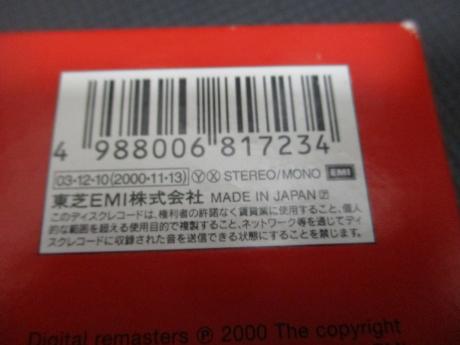 4 988006 817234
03・12・10(2000・11・13) Ⓨ Ⓧ STEREO/MONO EMI
東芝EMI株式会社 MADE IN JAPAN Ⓟ
このディスクレコードは、権利者の許諾なく賃貸業に使用すること、個人
的な範囲を超える使用目的で複製すること、ネットワーク等を通じてディ
スクレコードに収録された音を送信できる状態にすることを禁じます。
Digital remasters Ⓟ 2000 The copyright